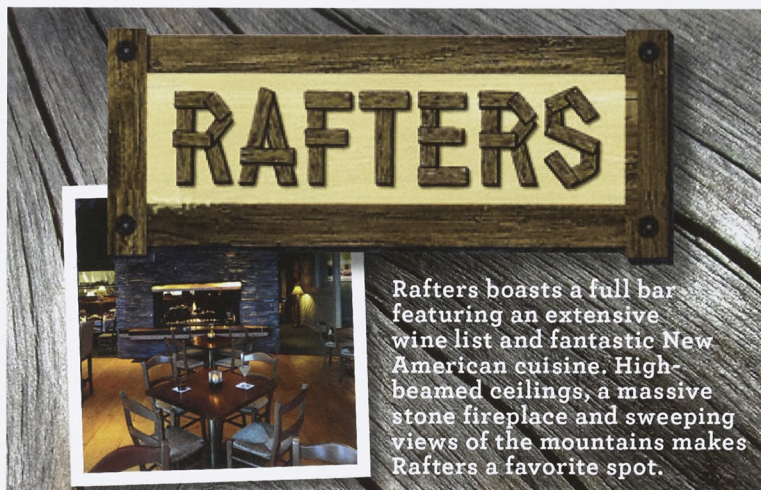 RAFTERS
Rafters boasts a full bar
featuring an extensive
wine list and fantastic New
American cuisine. High-
beamed ceilings, a massive
stone fireplace and sweeping
views of the mountains makes
Rafters a favorite spot.